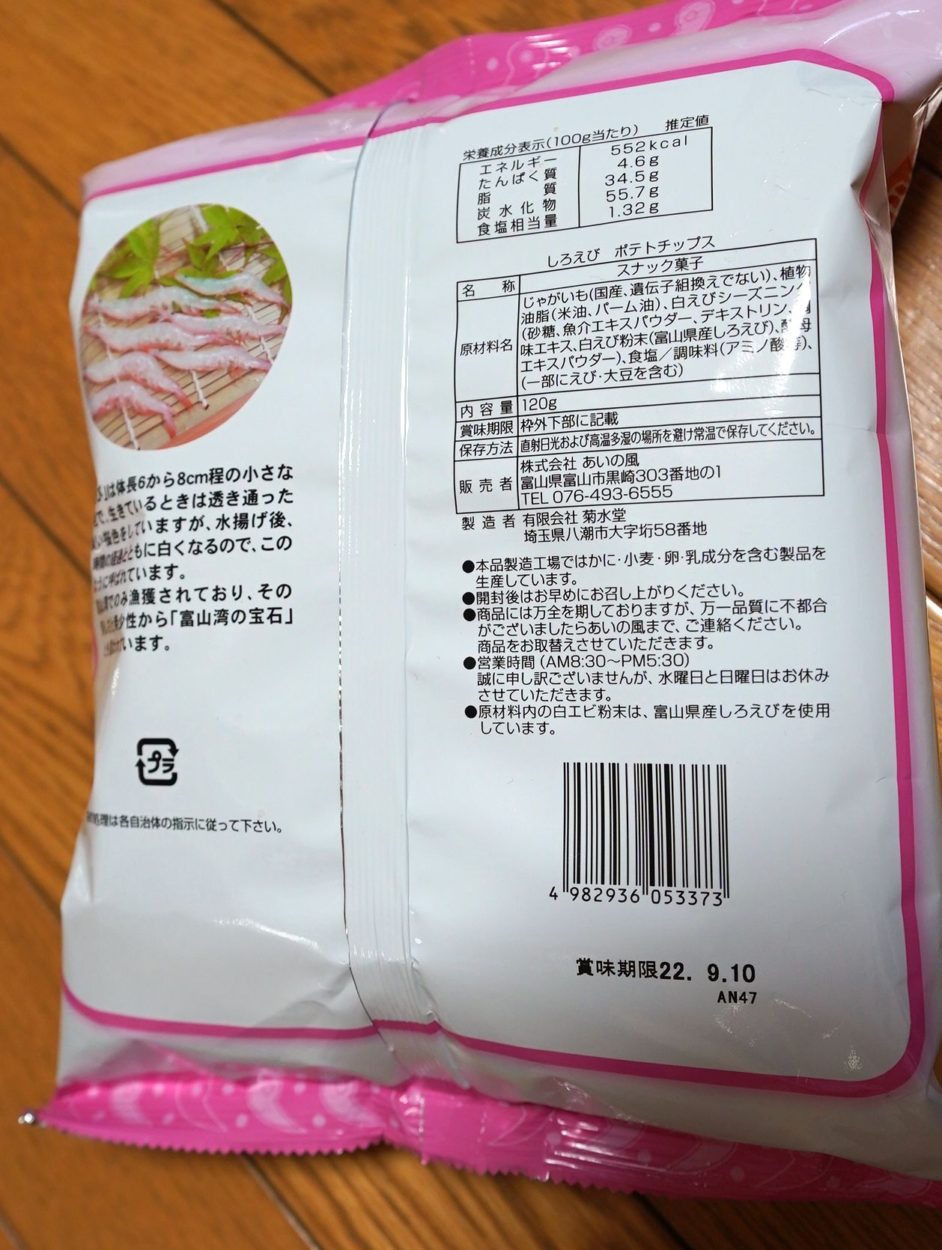 栄養成分表示(100g当たり) 推定値
エネルギー 552kcal
たんぱく質 4.6g
脂質 34.5g
炭水化物 55.7g
食塩相当量 1.32g
しろえび ポテトチップス
名称 スナック菓子
原材料名 じゃがいも(国産、遺伝子組換えでない)、植物
油脂(米油、パーム油)、白えびシーズニング
(砂糖、魚介エキスパウダー、デキストリン、
味エキス、白えび粉末(富山県産しろえび)、酵母
エキスパウダー)、食塩/調味料(アミノ酸等)、
(一部にえび・大豆を含む)
内容量 120g
賞味期限 枠外下部に記載
保存方法 直射日光および高温多湿の場所を避け常温で保存してください。
販売者 株式会社 あいの風
富山県富山市黒崎303番地の1
TEL 076-493-6555
製造者 有限会社 菊水堂
埼玉県八潮市大字垳58番地
●本品製造工場ではかに・小麦・卵・乳成分を含む製品を
生産しています。
●開封後はお早めにお召し上がりください。
●商品には万全を期しておりますが、万一品質に不都合
がございましたらあいの風まで、ご連絡ください。
商品をお取替えさせていただきます。
●営業時間(AM8:30～PM5:30)
誠に申し訳ございませんが、水曜日と日曜日はお休み
させていただきます。
●原材料内の白エビ粉末は、富山県産しろえびを使用
しています。
4 982936 053373
賞味期限22. 9.10
AN47
」は体長6から8cm程の小さな
で、生きているときは透き通った
色をしていますが、水揚げ後、
ともに白くなるので、この
ように呼ばれています。
でのみ漁獲されており、その
少性から「富山湾の宝石」
います。
プラ
処理は各自治体の指示に従って下さい。